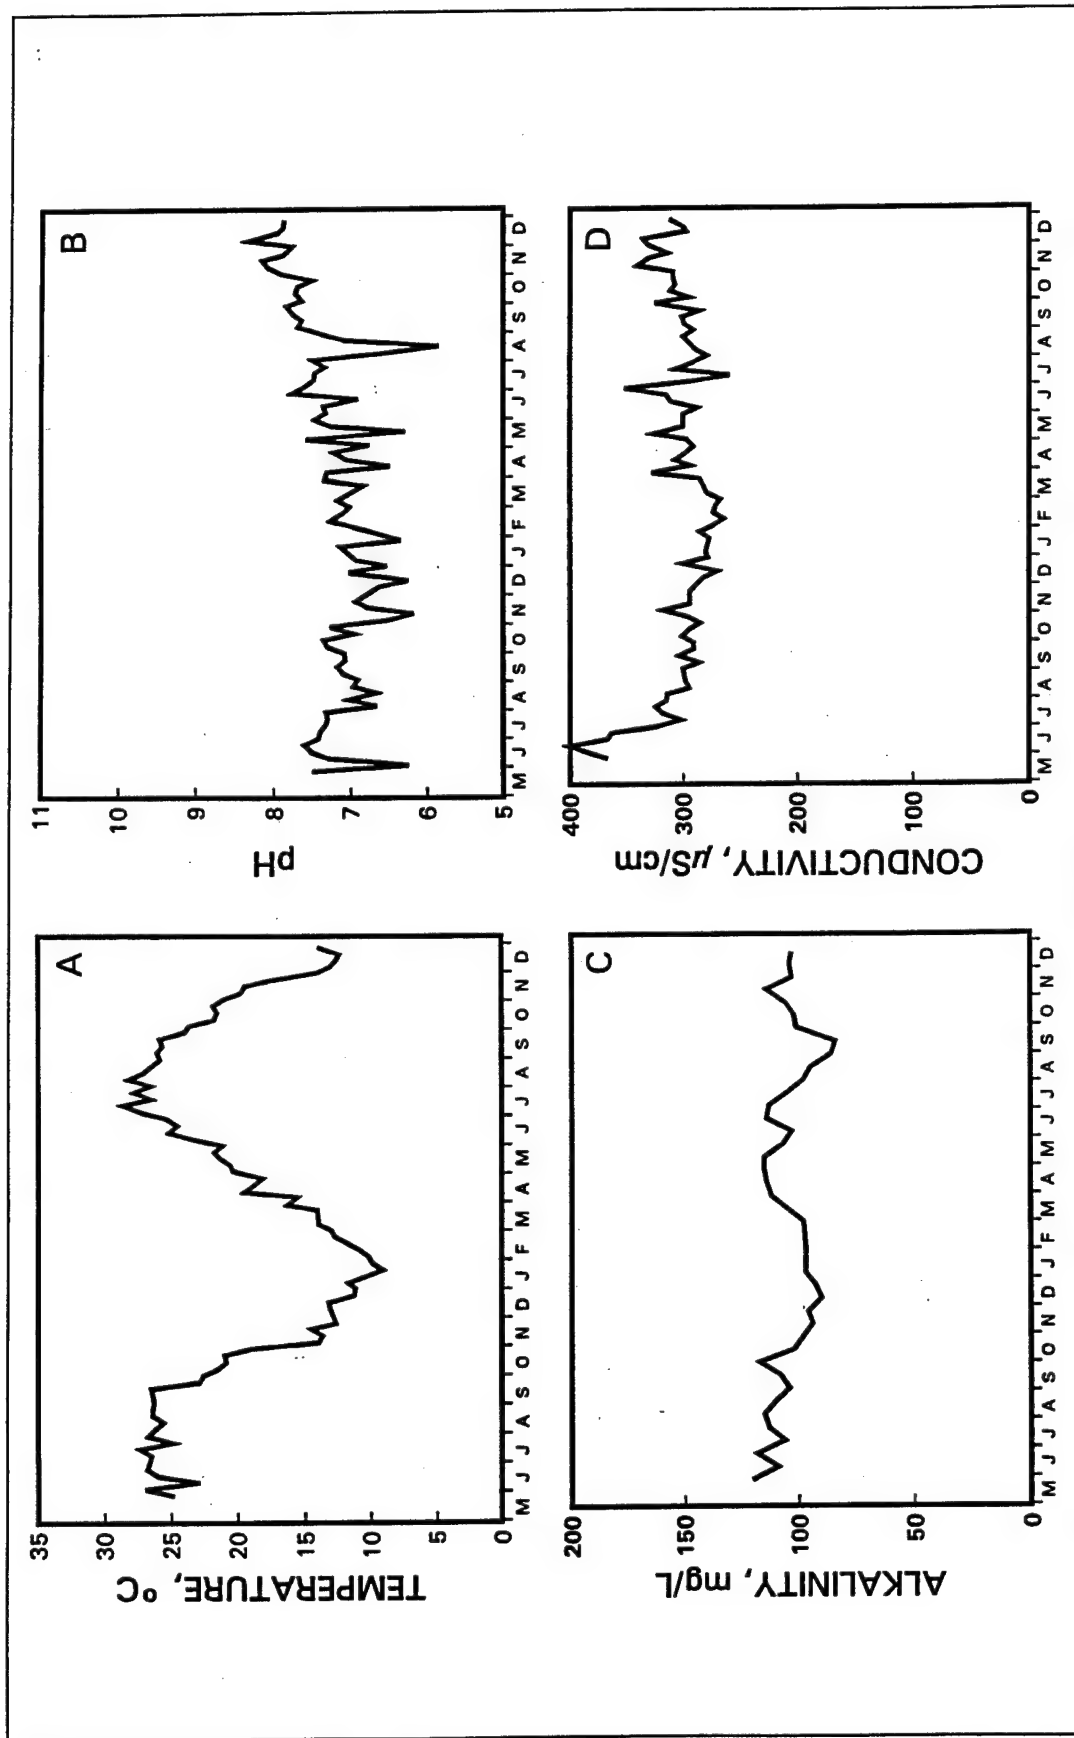 A
35
30
25
20
15
10
5
0
TEMPERATURE, °C
M J J A S O N D J F M A M J J A S O N D
B
11
10
9
8
7
6
5
pH
M J J A S O N D J F M A M J J A S O N D
C
200
150
100
50
0
ALKALINITY, mg/L
M J J A S O N D J F M A M J J A S O N D
D
400
300
200
100
0
CONDUCTIVITY, µS/cm
M J J A S O N D J F M A M J J A S O N D